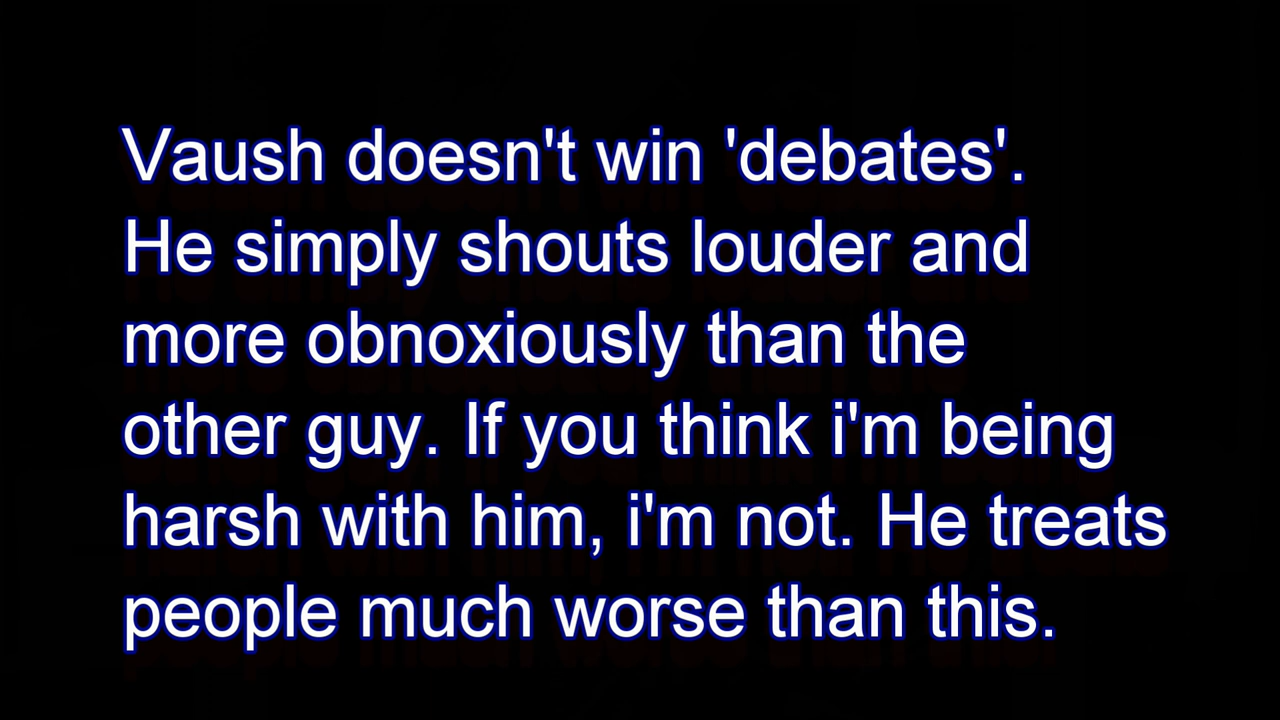 Vaush doesn't win 'debates'.
He simply shouts louder and
more obnoxiously than the
other guy. If you think i'm being
harsh with him, i'm not. He treats
people much worse than this.